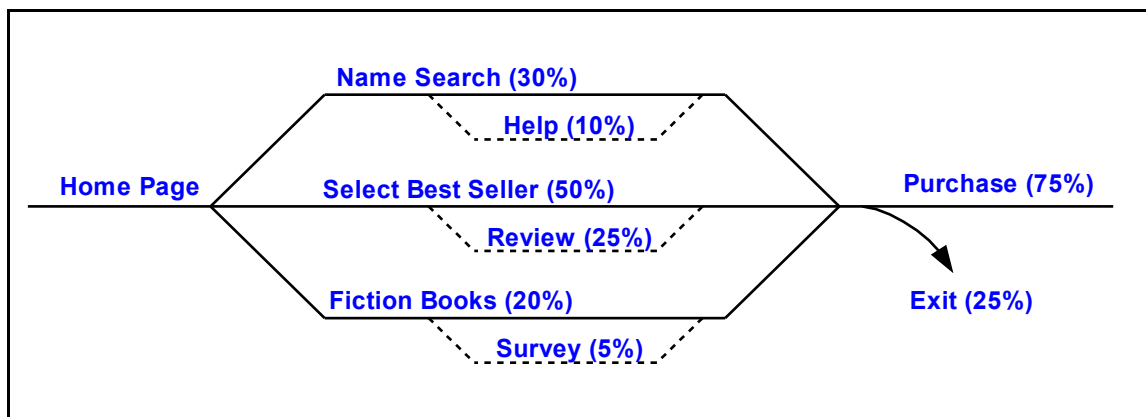 Name Search (30%)
Help (10%)
Home Page
Select Best Seller (50%)
Purchase (75%)
Review (25%)
Fiction Books (20%)
Exit (25%)
Survey (5%)